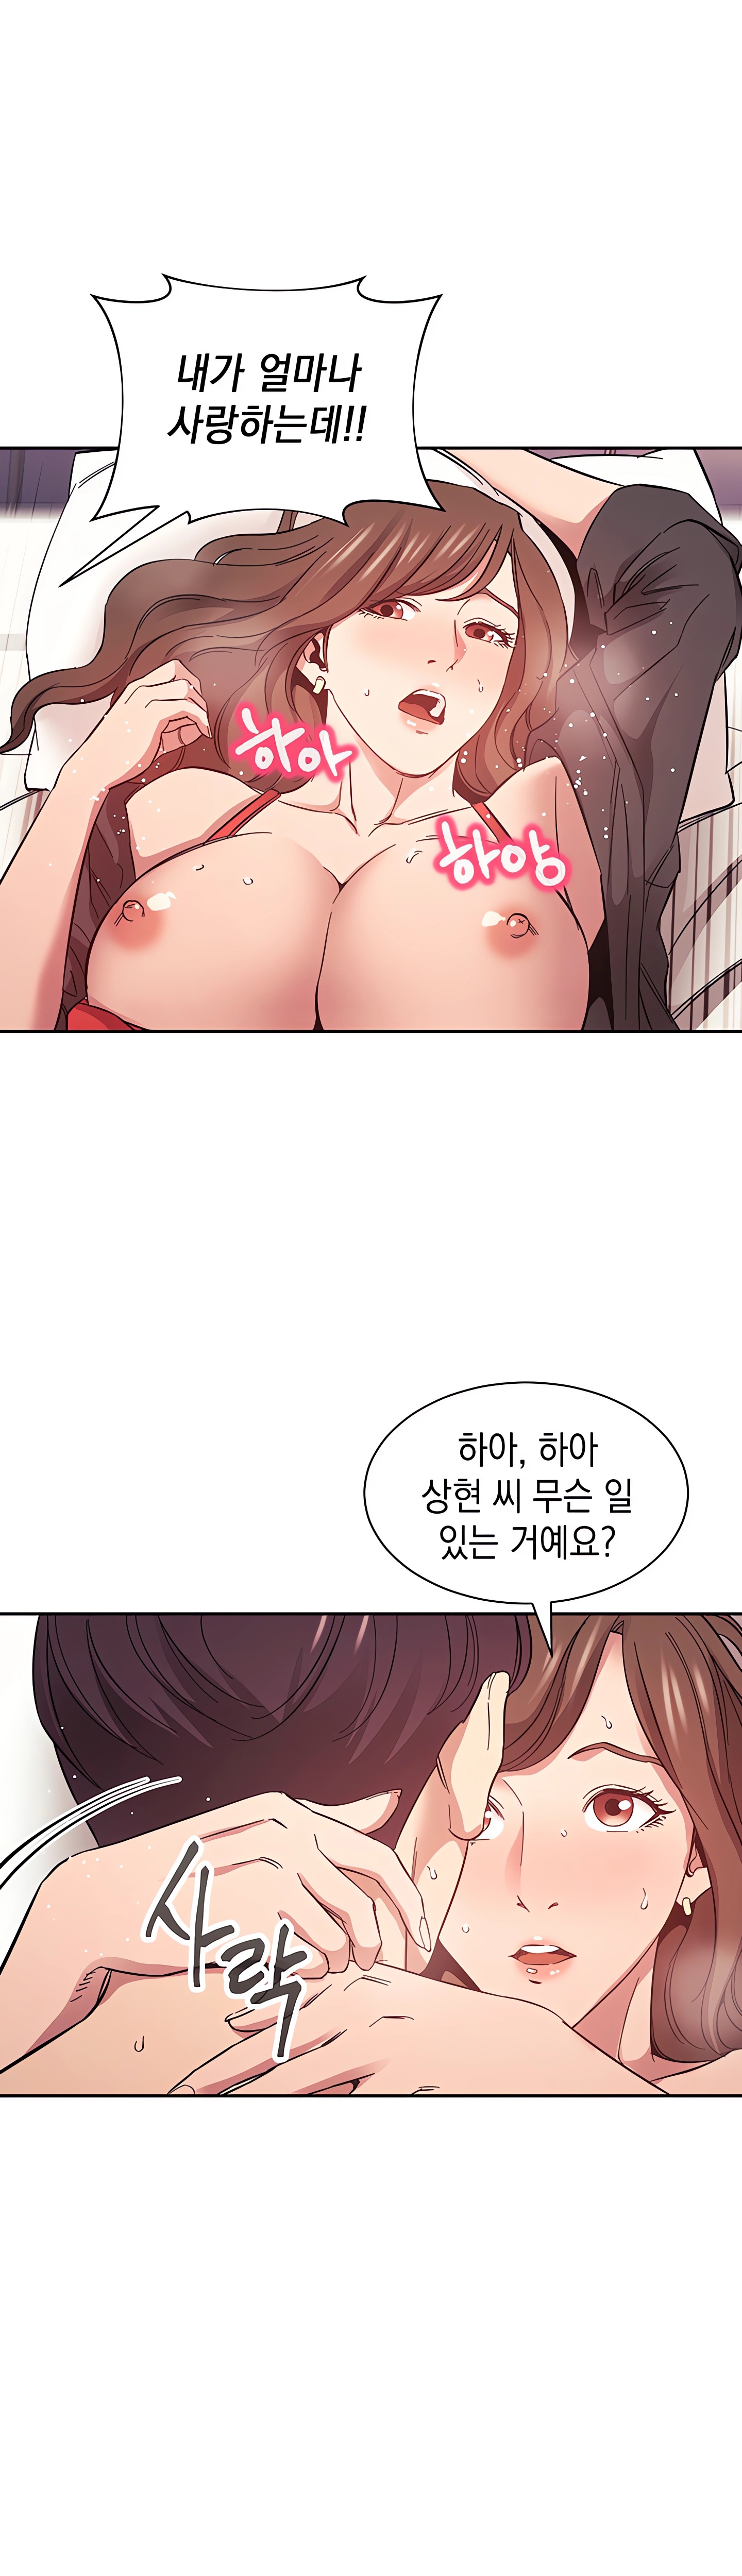 내가 얼마나
사랑하는데!!
하아
하앙
하아, 하아
상현 씨 무슨 일
있는 거예요?
사락